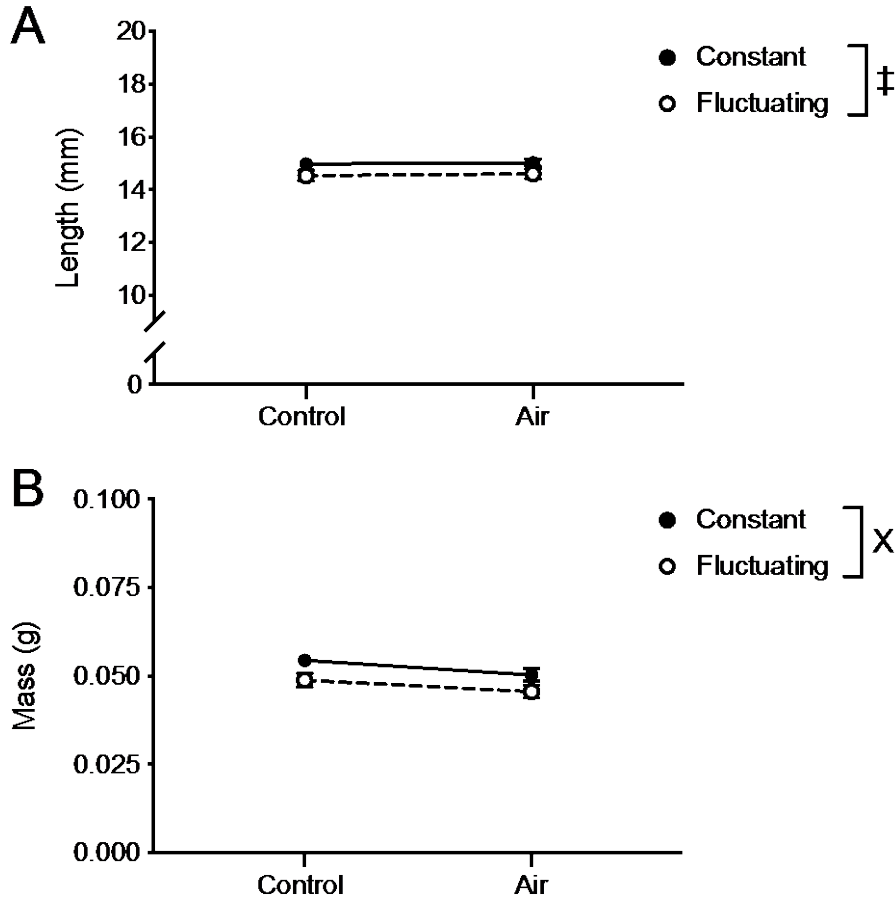 A
20
18
16
14
12
10
0
Length (mm)
Control
Air
Constant
Fluctuating
‡
B
0.100
0.075
0.050
0.025
0.000
Mass (g)
Control
Air
Constant
Fluctuating
X